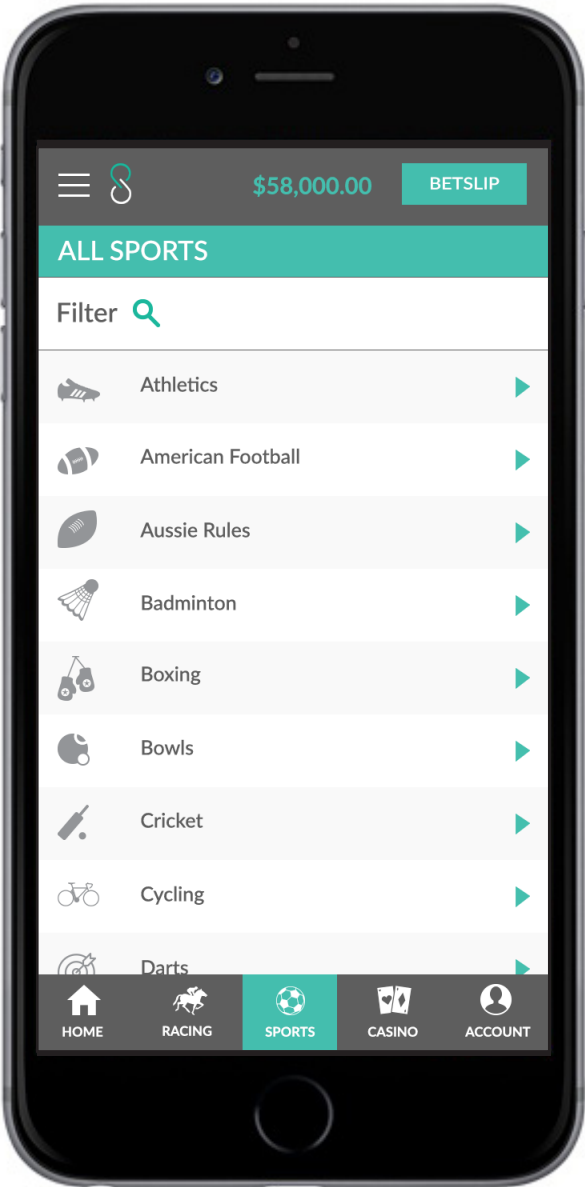 $58,000.00 BETSLIP
ALL SPORTS
Filter
Athletics
American Football
Aussie Rules
Badminton
Boxing
Bowls
Cricket
Cycling
Darts
HOME RACING SPORTS CASINO ACCOUNT